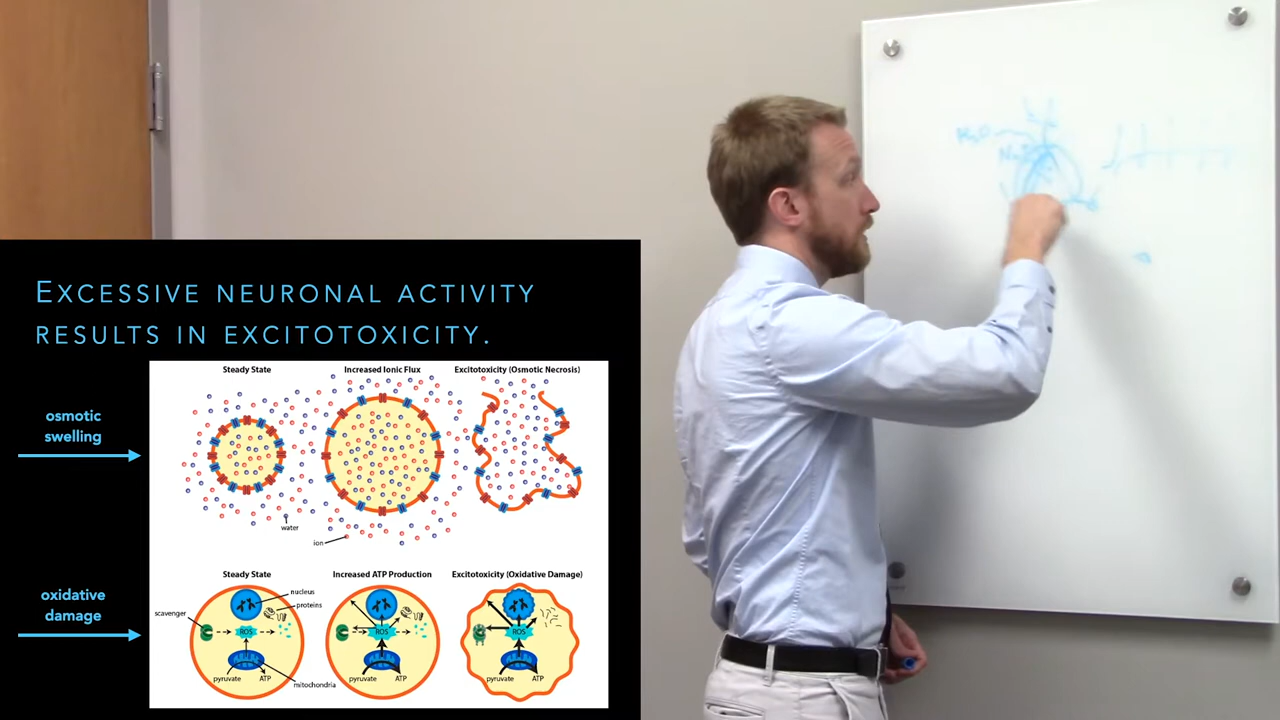 EXCESSIVE NEURONAL ACTIVITY
RESULTS IN EXCITOTOXICITY.
osmotic
swelling
Steady State
Increased Ionic Flux
Excitotoxicity (Osmotic Necrosis)
water
ion
oxidative
damage
Steady State
Increased ATP Production
Excitotoxicity (Oxidative Damage)
nucleus
proteins
scavenger
ROS
ROS
ROS
pyruvate
ATP
mitochondria
pyruvate
ATP
pyruvate
ATP
H₂O